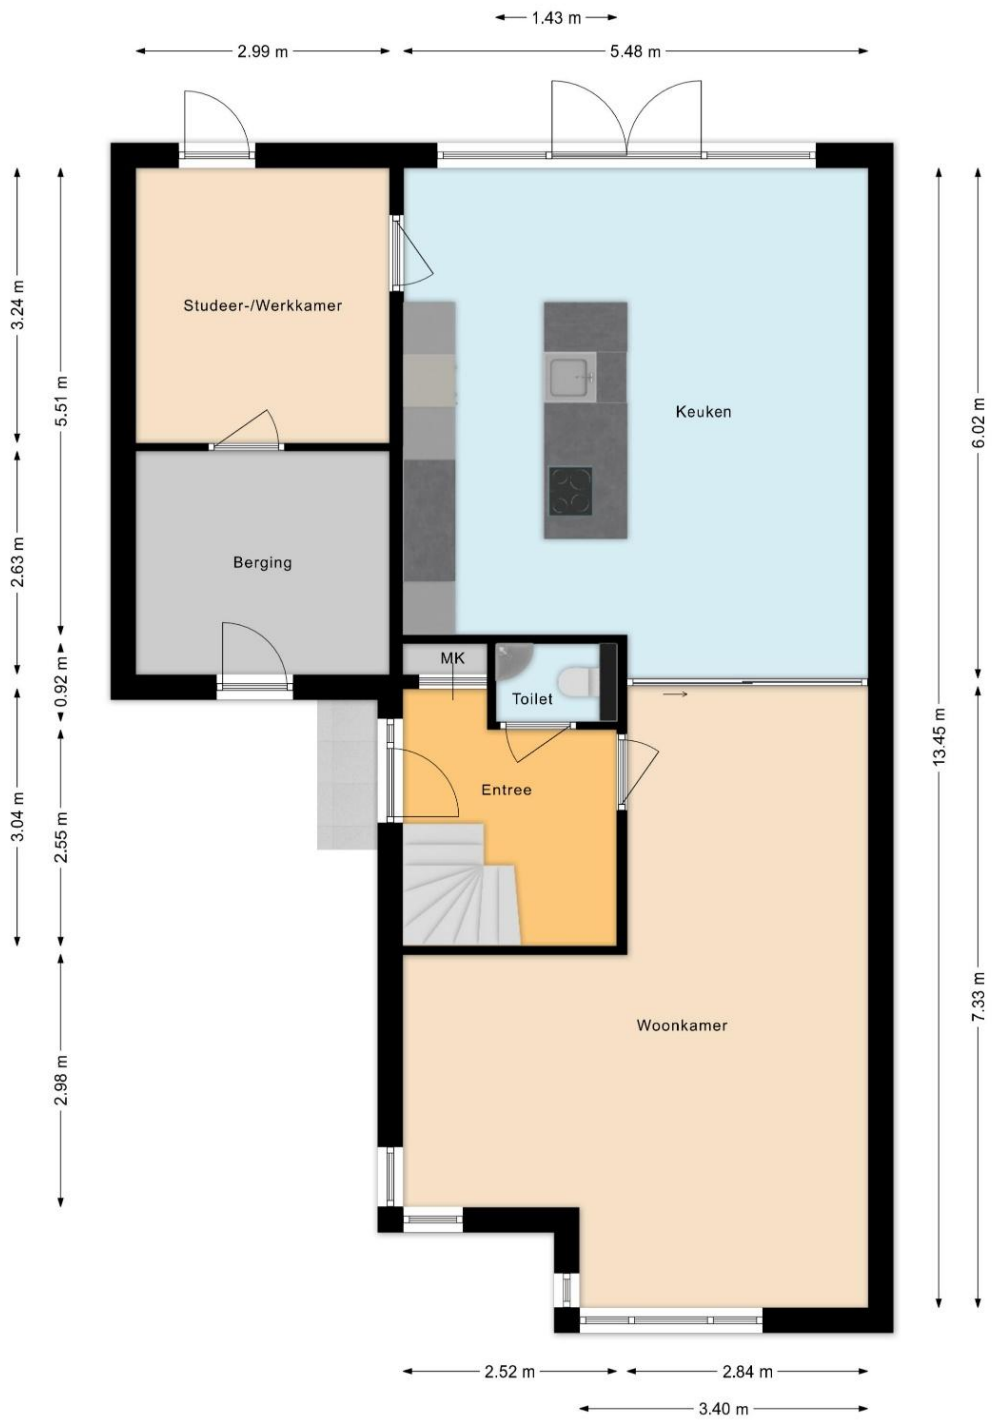 1.43 m
2.99 m
5.48 m
3.24 m
5.51 m
Studeer-/Werkkamer
Keuken
6.02 m
2.63 m
Berging
0.92 m
MK
Toilet
13.45 m
Entree
3.04 m
2.55 m
7.33 m
Woonkamer
2.98 m
2.52 m
2.84 m
3.40 m